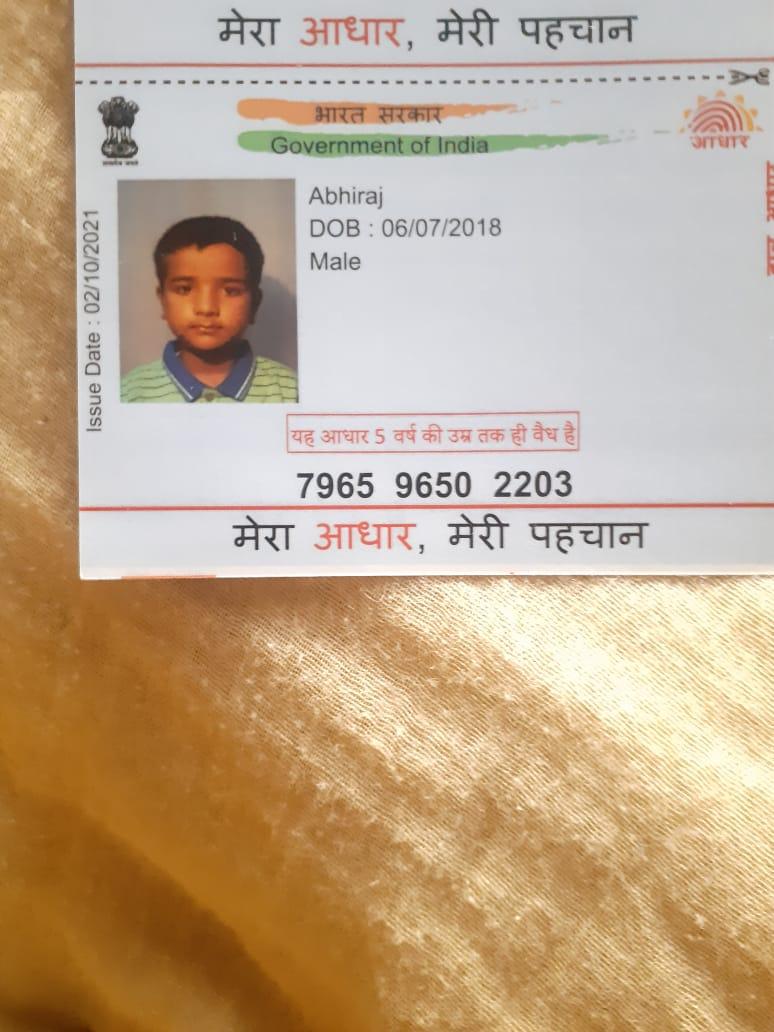 मेरा आधार, मेरी पहचान
भारत सरकार
Government of India
आधार
Abhiraj
DOB : 06/07/2018
Male
Issue Date : 02/10/2021
यह आधार 5 वर्ष की उम्र तक ही वैध है
7965 9650 2203
मेरा आधार, मेरी पहचान